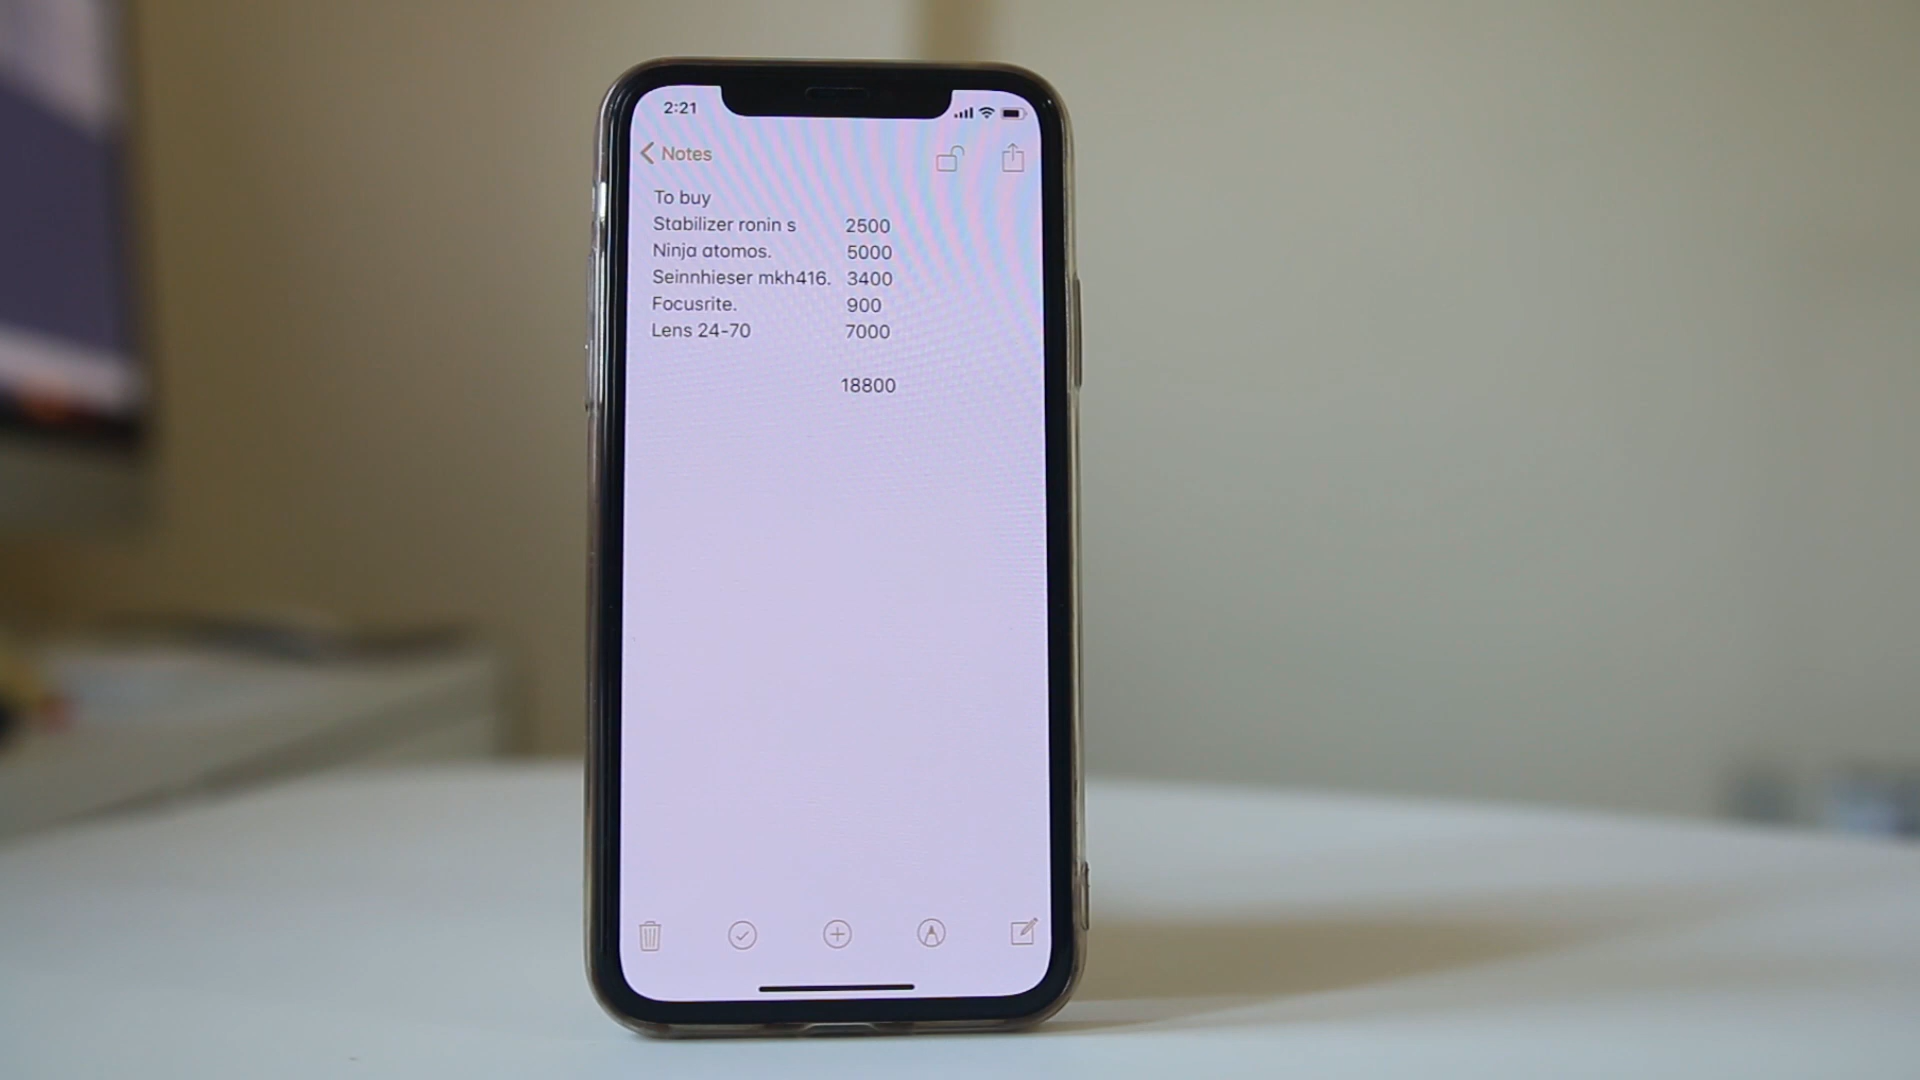 2:21
Notes
To buy
Stabilizer ronin s 2500
Ninja atomos. 5000
Seinnhieser mkh416. 3400
Focusrite. 900
Lens 24-70 7000
18800